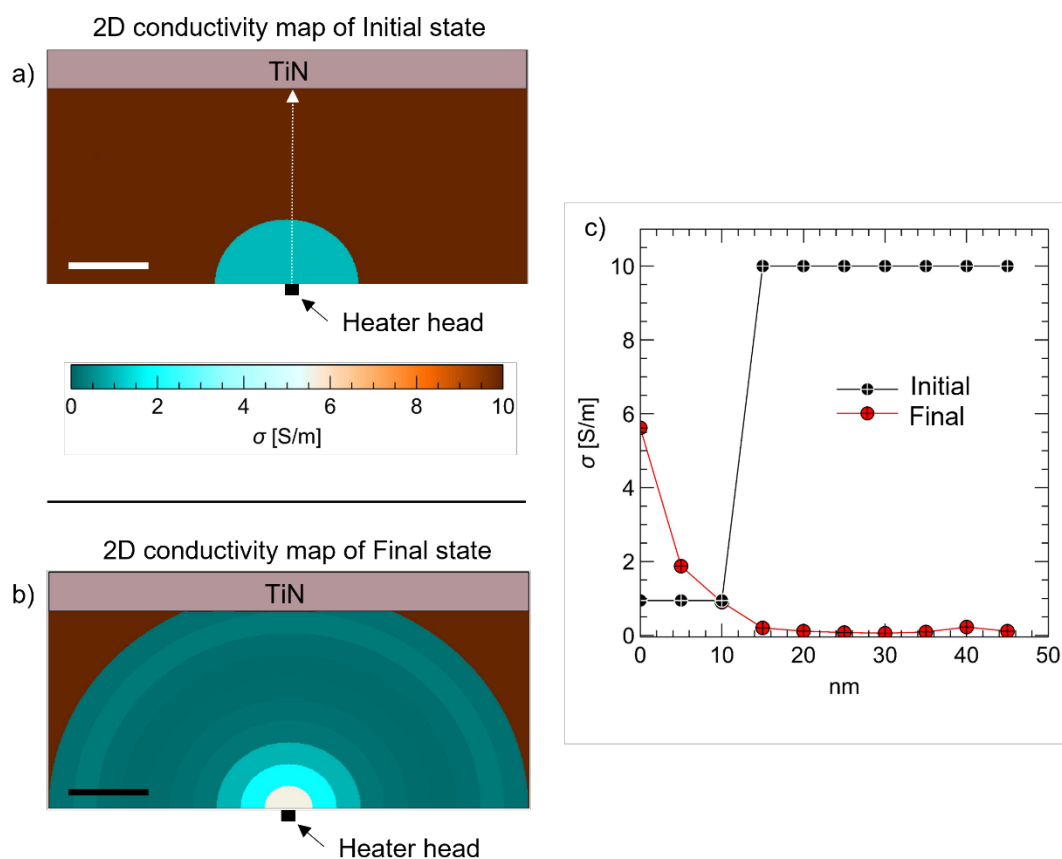 2D conductivity map of Initial state
a)
TiN
Heater head
0 2 4 6 8 10
σ [S/m]
2D conductivity map of Final state
b)
TiN
Heater head
c)
10
8
6
4
2
0
σ [S/m]
Initial
Final
0 10 20 30 40 50
nm